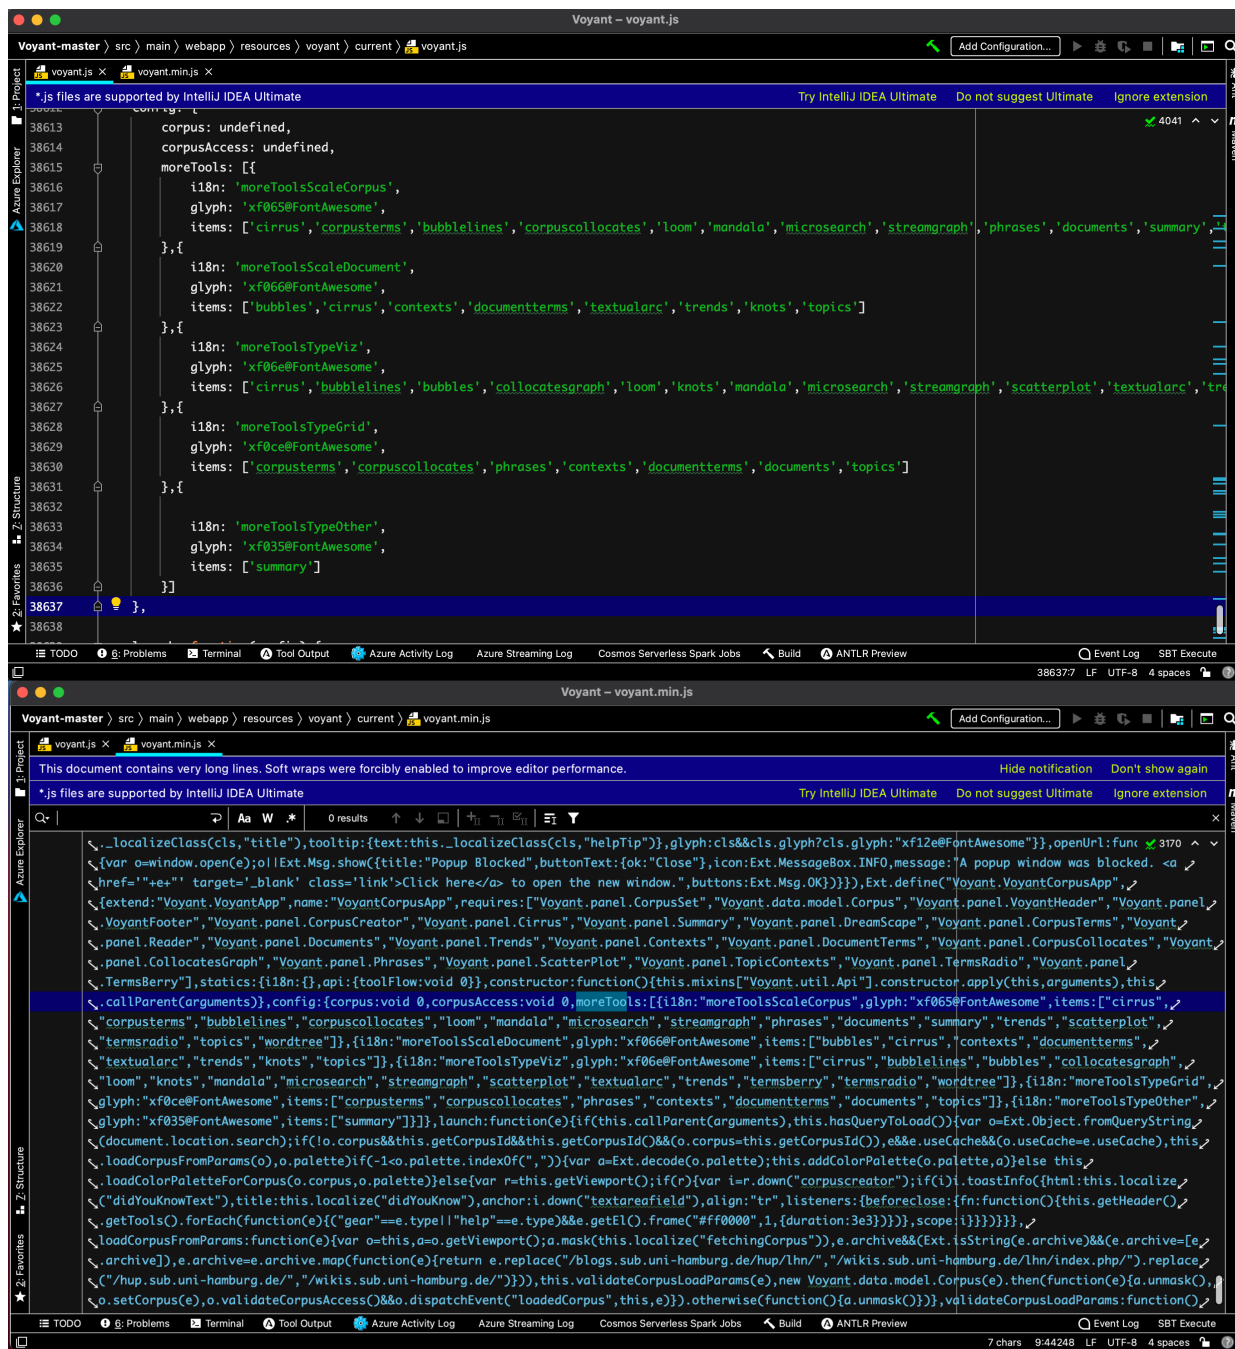 Voyant – voyant.js
Voyant-master 〉 src 〉 main 〉 webapp 〉 resources 〉 voyant 〉 current 〉 voyant.js
Add Configuration...
voyant.js × voyant.min.js ×
*.js files are supported by IntelliJ IDEA Ultimate Try IntelliJ IDEA Ultimate Do not suggest Ultimate Ignore extension
4041
38612 config: {
38613 corpus: undefined,
38614 corpusAccess: undefined,
38615 moreTools: [{
38616 i18n: 'moreToolsScaleCorpus',
38617 glyph: 'xf065@FontAwesome',
38618 items: ['cirrus','corpusterms','bubblelines','corpuscollocates','loom','mandala','microsearch','streamgraph','phrases','documents','summary','
38619 },{
38620 i18n: 'moreToolsScaleDocument',
38621 glyph: 'xf066@FontAwesome',
38622 items: ['bubbles','cirrus','contexts','documentterms','textualarc','trends','knots','topics']
38623 },{
38624 i18n: 'moreToolsTypeViz',
38625 glyph: 'xf06e@FontAwesome',
38626 items: ['cirrus','bubblelines','bubbles','collocatesgraph','loom','knots','mandala','microsearch','streamgraph','scatterplot','textualarc','tre
38627 },{
38628 i18n: 'moreToolsTypeGrid',
38629 glyph: 'xf0ce@FontAwesome',
38630 items: ['corpusterms','corpuscollocates','phrases','contexts','documentterms','documents','topics']
38631 },{
38632
38633 i18n: 'moreToolsTypeOther',
38634 glyph: 'xf035@FontAwesome',
38635 items: ['summary']
38636 }]
38637 },
38638
1: Project
Azure Explorer
7: Structure
2: Favorites
Ant
Maven
TODO 6: Problems Terminal Tool Output Azure Activity Log Azure Streaming Log Cosmos Serverless Spark Jobs Build ANTLR Preview Event Log SBT Execute
38637:7 LF UTF-8 4 spaces
Voyant – voyant.min.js
Voyant-master 〉 src 〉 main 〉 webapp 〉 resources 〉 voyant 〉 current 〉 voyant.min.js
Add Configuration...
voyant.js × voyant.min.js ×
This document contains very long lines. Soft wraps were forcibly enabled to improve editor performance. Hide notification Don't show again
*.js files are supported by IntelliJ IDEA Ultimate Try IntelliJ IDEA Ultimate Do not suggest Ultimate Ignore extension
Aa W .* 0 results
._localizeClass(cls,"title"),tooltip:{text:this._localizeClass(cls,"helpTip")},glyph:cls&&cls.glyph?cls.glyph:"xf12e@FontAwesome"}},openUrl:func 3170
{var o=window.open(e);o||Ext.Msg.show({title:"Popup Blocked",buttonText:{ok:"Close"},icon:Ext.MessageBox.INFO,message:"A popup window was blocked. <a
href='"+e+"' target='_blank' class='link'>Click here</a> to open the new window.",buttons:Ext.Msg.OK})}}),Ext.define("Voyant.VoyantCorpusApp",
{extend:"Voyant.VoyantApp",name:"VoyantCorpusApp",requires:["Voyant.panel.CorpusSet","Voyant.data.model.Corpus","Voyant.panel.VoyantHeader","Voyant.panel
.VoyantFooter","Voyant.panel.CorpusCreator","Voyant.panel.Cirrus","Voyant.panel.Summary","Voyant.panel.DreamScape","Voyant.panel.CorpusTerms","Voyant
.panel.Reader","Voyant.panel.Documents","Voyant.panel.Trends","Voyant.panel.Contexts","Voyant.panel.DocumentTerms","Voyant.panel.CorpusCollocates","Voyant
.panel.CollocatesGraph","Voyant.panel.Phrases","Voyant.panel.ScatterPlot","Voyant.panel.TopicContexts","Voyant.panel.TermsRadio","Voyant.panel
.TermsBerry"],statics:{i18n:{},api:{toolFlow:void 0}},constructor:function(){this.mixins["Voyant.util.Api"].constructor.apply(this,arguments),this
.callParent(arguments)},config:{corpus:void 0,corpusAccess:void 0,moreTools:[{i18n:"moreToolsScaleCorpus",glyph:"xf065@FontAwesome",items:["cirrus",
"corpusterms","bubblelines","corpuscollocates","loom","mandala","microsearch","streamgraph","phrases","documents","summary","trends","scatterplot",
"termsradio","topics","wordtree"]},{i18n:"moreToolsScaleDocument",glyph:"xf066@FontAwesome",items:["bubbles","cirrus","contexts","documentterms",
"textualarc","trends","knots","topics"]},{i18n:"moreToolsTypeViz",glyph:"xf06e@FontAwesome",items:["cirrus","bubblelines","bubbles","collocatesgraph",
"loom","knots","mandala","microsearch","streamgraph","scatterplot","textualarc","trends","termsberry","termsradio","wordtree"]},{i18n:"moreToolsTypeGrid",
glyph:"xf0ce@FontAwesome",items:["corpusterms","corpuscollocates","phrases","contexts","documentterms","documents","topics"]},{i18n:"moreToolsTypeOther",
glyph:"xf035@FontAwesome",items:["summary"]}]},launch:function(e){if(this.callParent(arguments),this.hasQueryToLoad()){var o=Ext.Object.fromQueryString
(document.location.search);if(!o.corpus&&this.getCorpusId&&this.getCorpusId()&&(o.corpus=this.getCorpusId()),e&&e.useCache&&(o.useCache=e.useCache),this
.loadCorpusFromParams(o),o.palette)if(-1<o.palette.indexOf(",")){var a=Ext.decode(o.palette);this.addColorPalette(o.palette,a)}else this
.loadColorPaletteForCorpus(o.corpus,o.palette)}else{var r=this.getViewport();if(r){var i=r.down("corpuscreator");if(i)i.toastInfo({html:this.localize
("didYouKnowText"),title:this.localize("didYouKnow"),anchor:i.down("textareafield"),align:"tr",listeners:{beforeclose:{fn:function(){this.getHeader()
.getTools().forEach(function(e){("gear"==e.type||"help"==e.type)&&e.getEl().frame("#ff0000",1,{duration:3e3})})},scope:i}}})}}},
loadCorpusFromParams:function(e){var o=this,a=o.getViewport();a.mask(this.localize("fetchingCorpus")),e.archive&&(Ext.isString(e.archive)&&(e.archive=[e
.archive]),e.archive=e.archive.map(function(e){return e.replace("/blogs.sub.uni-hamburg.de/hup/lhn/","/wikis.sub.uni-hamburg.de/lhn/index.php/").replace
("/hup.sub.uni-hamburg.de/","/wikis.sub.uni-hamburg.de/")})),this.validateCorpusLoadParams(e),new Voyant.data.model.Corpus(e).then(function(e){a.unmask(),
o.setCorpus(e),o.validateCorpusAccess()&&o.dispatchEvent("loadedCorpus",this,e)}).otherwise(function(){a.unmask()})},validateCorpusLoadParams:function()
1: Project
Azure Explorer
7: Structure
2: Favorites
Ant
Maven
TODO 6: Problems Terminal Tool Output Azure Activity Log Azure Streaming Log Cosmos Serverless Spark Jobs Build ANTLR Preview Event Log SBT Execute
7 chars 9:44248 LF UTF-8 4 spaces